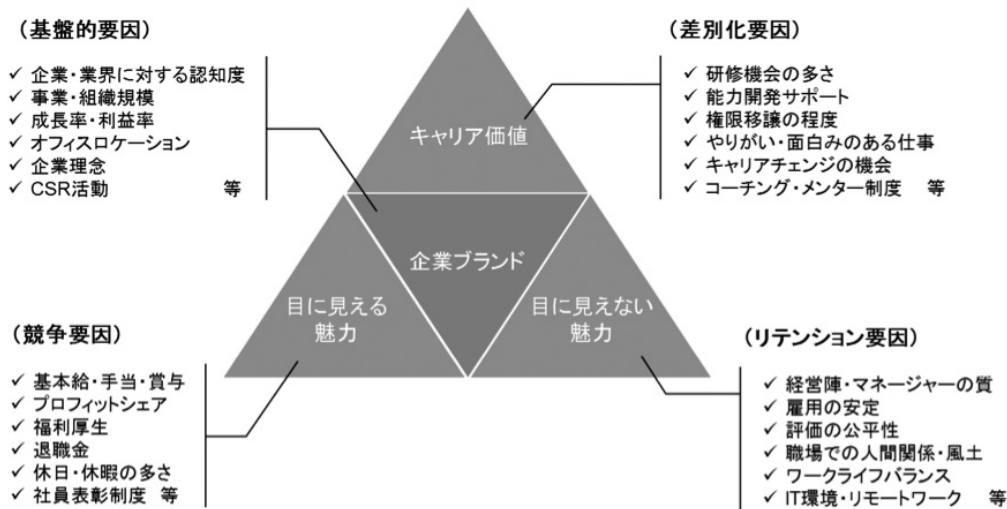 (基盤的要因)
✓ 企業・業界に対する認知度
✓ 事業・組織規模
✓ 成長率・利益率
✓ オフィスロケーション
✓ 企業理念
✓ CSR活動 等
(差別化要因)
✓ 研修機会の多さ
✓ 能力開発サポート
✓ 権限移譲の程度
✓ やりがい・面白みのある仕事
✓ キャリアチェンジの機会
✓ コーチング・メンター制度 等
キャリア価値
企業ブランド
目に見える
魅力
目に見えない
魅力
(競争要因)
✓ 基本給・手当・賞与
✓ プロフィットシェア
✓ 福利厚生
✓ 退職金
✓ 休日・休暇の多さ
✓ 社員表彰制度 等
(リテンション要因)
✓ 経営陣・マネージャーの質
✓ 雇用の安定
✓ 評価の公平性
✓ 職場での人間関係・風土
✓ ワークライフバランス
✓ IT環境・リモートワーク 等